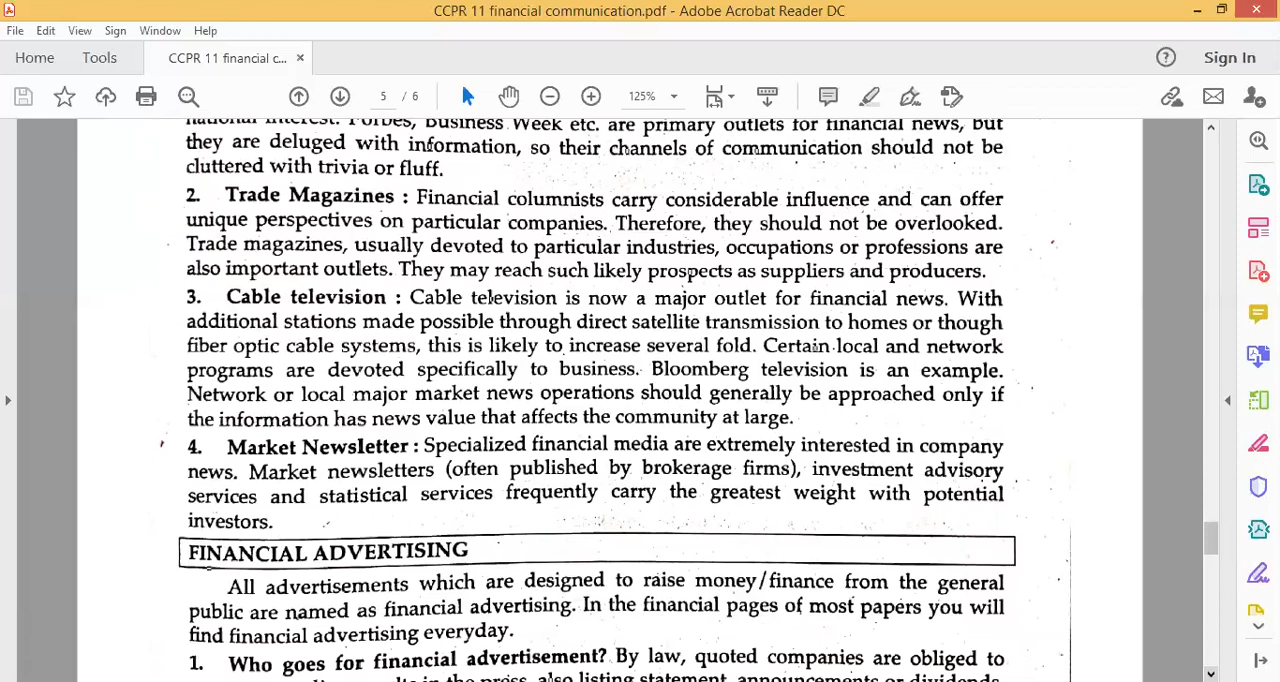 CCPR 11 financial communication.pdf - Adobe Acrobat Reader DC
File Edit View Sign Window Help
Home Tools CCPR 11 financial c... × Sign In
5 / 6 125%
national interest. Forbes, Business Week etc. are primary outlets for financial news, but
they are deluged with information, so their channels of communication should not be
cluttered with trivia or fluff.
2. Trade Magazines : Financial columnists carry considerable influence and can offer
unique perspectives on particular companies. Therefore, they should not be overlooked.
Trade magazines, usually devoted to particular industries, occupations or professions are
also important outlets. They may reach such likely prospects as suppliers and producers.
3. Cable television : Cable television is now a major outlet for financial news. With
additional stations made possible through direct satellite transmission to homes or though
fiber optic cable systems, this is likely to increase several fold. Certain local and network
programs are devoted specifically to business. Bloomberg television is an example.
Network or local major market news operations should generally be approached only if
the information has news value that affects the community at large.
4. Market Newsletter : Specialized financial media are extremely interested in company
news. Market newsletters (often published by brokerage firms), investment advisory
services and statistical services frequently carry the greatest weight with potential
investors.
FINANCIAL ADVERTISING
All advertisements which are designed to raise money/finance from the general
public are named as financial advertising. In the financial pages of most papers you will
find financial advertising everyday.
1. Who goes for financial advertisement? By law, quoted companies are obliged to
in the press, also listing statement, announcements or dividends,